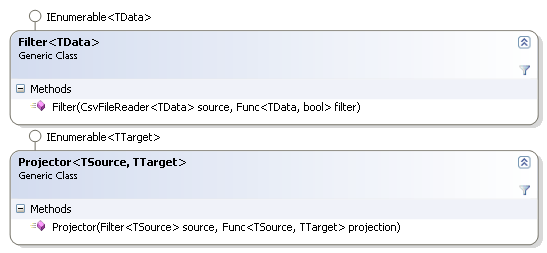 IEnumerable<TData>
Filter<TData>
Generic Class
Methods
Filter(CsvFileReader<TData> source, Func<TData, bool> filter)
IEnumerable<TTarget>
Projector<TSource, TTarget>
Generic Class
Methods
Projector(Filter<TSource> source, Func<TSource, TTarget> projection)